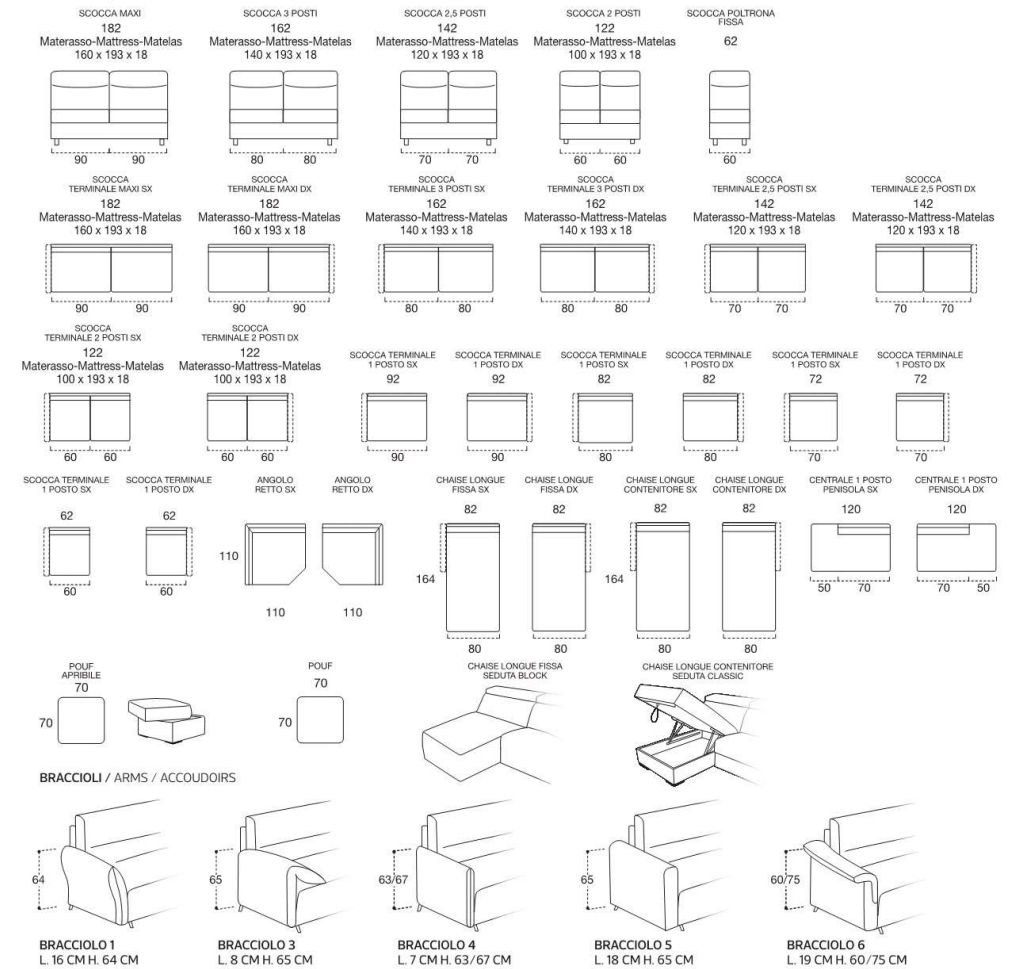 SCOCCA MAXI
182
Materasso-Mattress-Matelas
160 x 193 x 18
90 90
SCOCCA 3 POSTI
162
Materasso-Mattress-Matelas
140 x 193 x 18
80 80
SCOCCA 2,5 POSTI
142
Materasso-Mattress-Matelas
120 x 193 x 18
70 70
SCOCCA 2 POSTI
122
Materasso-Mattress-Matelas
100 x 193 x 18
60 60
SCOCCA POLTRONA
FISSA
62
60
SCOCCA
TERMINALE MAXI SX
182
Materasso-Mattress-Matelas
160 x 193 x 18
90 90
SCOCCA
TERMINALE MAXI DX
182
Materasso-Mattress-Matelas
160 x 193 x 18
90 90
SCOCCA
TERMINALE 3 POSTI SX
162
Materasso-Mattress-Matelas
140 x 193 x 18
80 80
SCOCCA
TERMINALE 3 POSTI DX
162
Materasso-Mattress-Matelas
140 x 193 x 18
80 80
SCOCCA
TERMINALE 2,5 POSTI SX
142
Materasso-Mattress-Matelas
120 x 193 x 18
70 70
SCOCCA
TERMINALE 2,5 POSTI DX
142
Materasso-Mattress-Matelas
120 x 193 x 18
70 70
SCOCCA
TERMINALE 2 POSTI SX
122
Materasso-Mattress-Matelas
100 x 193 x 18
60 60
SCOCCA
TERMINALE 2 POSTI DX
122
Materasso-Mattress-Matelas
100 x 193 x 18
60 60
SCOCCA TERMINALE
1 POSTO SX
92
90
SCOCCA TERMINALE
1 POSTO DX
92
90
SCOCCA TERMINALE
1 POSTO SX
82
80
SCOCCA TERMINALE
1 POSTO DX
82
80
SCOCCA TERMINALE
1 POSTO SX
72
70
SCOCCA TERMINALE
1 POSTO DX
72
70
SCOCCA TERMINALE
1 POSTO SX
62
60
SCOCCA TERMINALE
1 POSTO DX
62
60
ANGOLO
RETTO SX
110
110
ANGOLO
RETTO DX
110
CHAISE LONGUE
FISSA SX
82
164
80
CHAISE LONGUE
FISSA DX
82
80
CHAISE LONGUE
CONTENITORE SX
82
164
80
CHAISE LONGUE
CONTENITORE DX
82
80
CENTRALE 1 POSTO
PENISOLA SX
120
50 70
CENTRALE 1 POSTO
PENISOLA DX
120
70 50
POUF
APRIBILE
70
70
POUF
70
70
CHAISE LONGUE FISSA
SEDUTA BLOCK
CHAISE LONGUE CONTENITORE
SEDUTA CLASSIC
BRACCIOLI / ARMS / ACCOUDOIRS
64
BRACCIOLO 1
L. 16 CM H. 64 CM
65
BRACCIOLO 3
L. 8 CM H. 65 CM
63/67
BRACCIOLO 4
L. 7 CM H. 63/67 CM
65
BRACCIOLO 5
L. 18 CM H. 65 CM
60/75
BRACCIOLO 6
L. 19 CM H. 60/75 CM